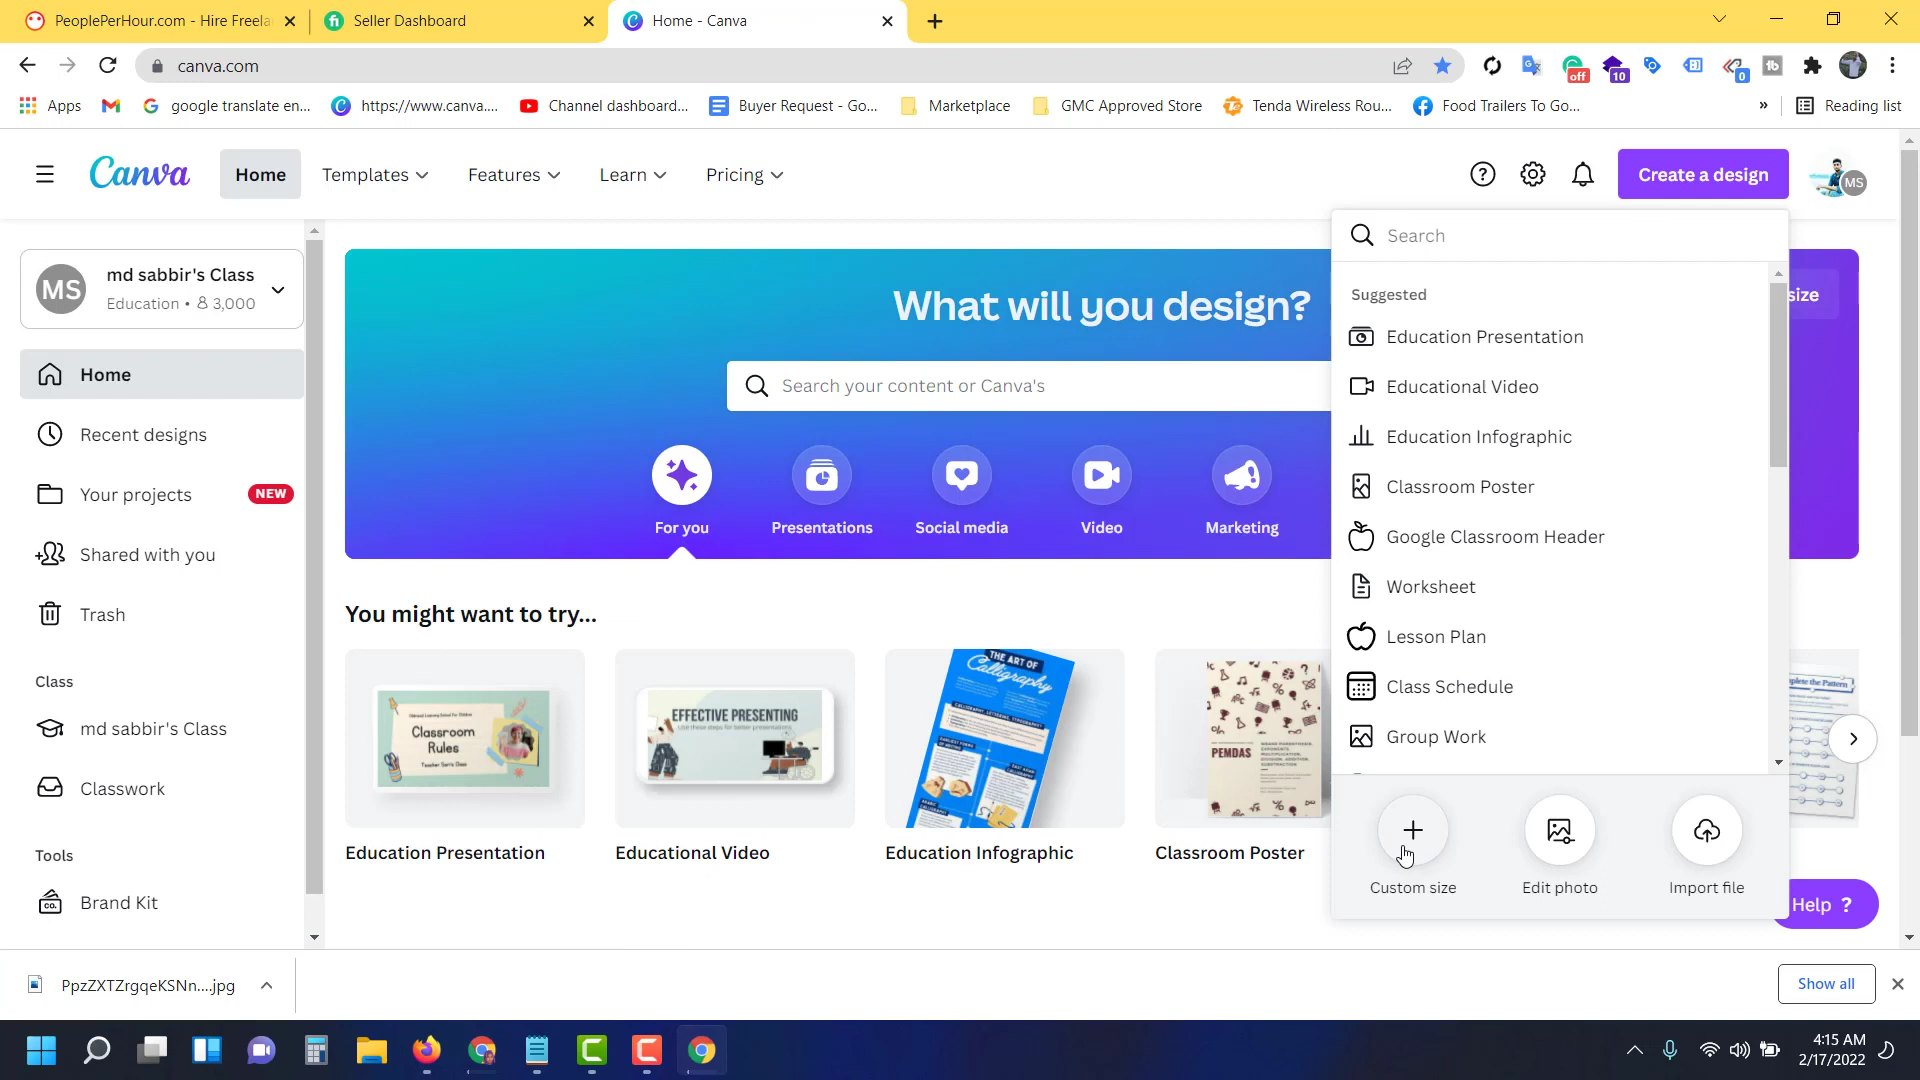 PeoplePerHour.com - Hire Freela
Seller Dashboard
Home - Canva
canva.com
off
10
0
Apps
google translate en...
https://www.canva....
Channel dashboard...
Buyer Request - Go...
Marketplace
GMC Approved Store
Tenda Wireless Rou...
Food Trailers To Go...
»
Reading list
Canva
Home
Templates
Features
Learn
Pricing
Create a design
MS
Search
MS
md sabbir's Class
Education • 3,000
What will you design?
size
Suggested
Education Presentation
Search your content or Canva's
Educational Video
Home
Recent designs
Education Infographic
Your projects
NEW
Classroom Poster
For you
Presentations
Social media
Video
Marketing
Google Classroom Header
Shared with you
Worksheet
Trash
You might want to try...
Lesson Plan
Class
Class Schedule
md sabbir's Class
Group Work
Classroom
Rules
EFFECTIVE PRESENTING
THE ART OF
Calligraphy
PEMDAS
Classwork
Education Presentation
Educational Video
Education Infographic
Classroom Poster
Tools
Brand Kit
Custom size
Edit photo
Import file
Help ?
PpzZXTZrgqeKSNn....jpg
Show all
4:15 AM
2/17/2022